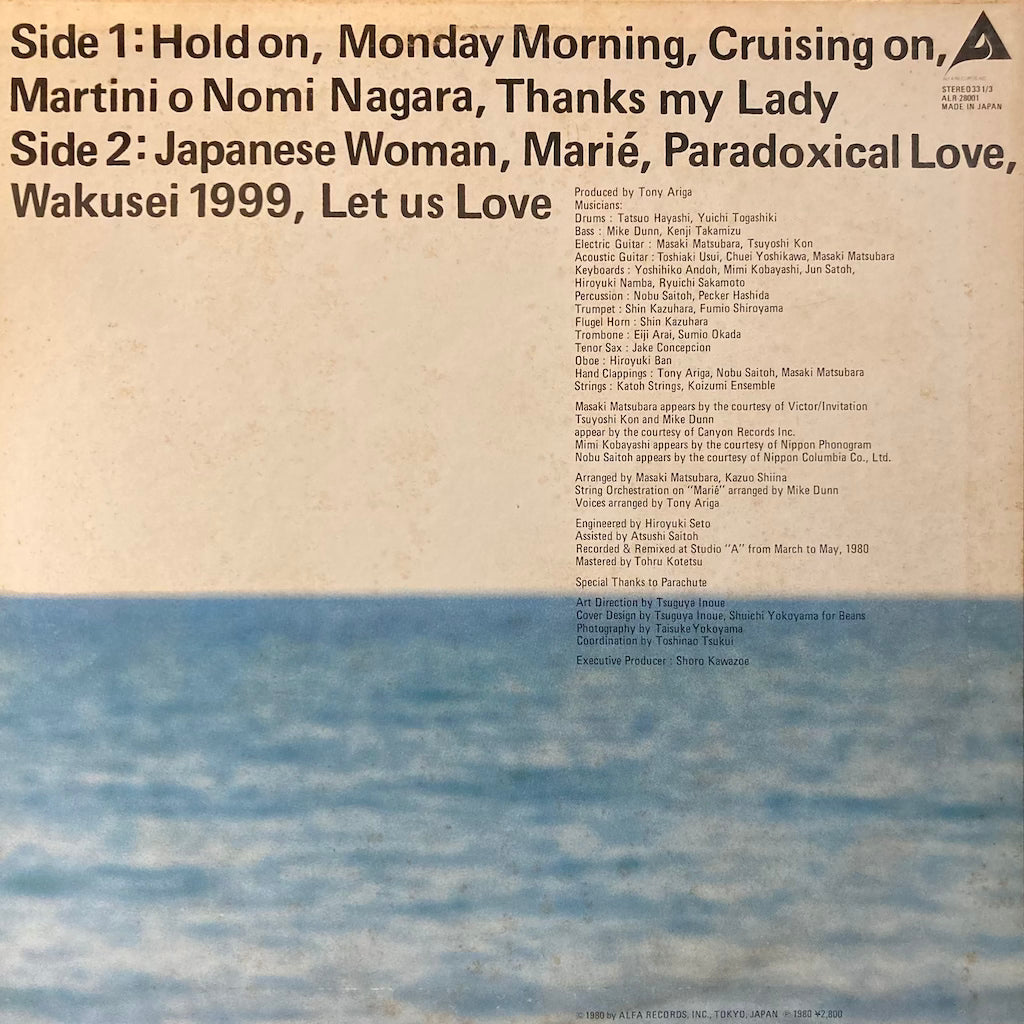 Side 1: Hold on, Monday Morning, Cruising on,
Martini o Nomi Nagara, Thanks my Lady
Side 2: Japanese Woman, Marié, Paradoxical Love,
Wakusei 1999, Let us Love
STEREO 33 1/3
ALR-28001
MADE IN JAPAN
Produced by Tony Ariga
Musicians:
Drums : Tatsuo Hayashi, Yuichi Togashiki
Bass : Mike Dunn, Kenji Takamizu
Electric Guitar : Masaki Matsubara, Tsuyoshi Kon
Acoustic Guitar : Toshiaki Usui, Chuei Yoshikawa, Masaki Matsubara
Keyboards : Yoshihiko Andoh, Mimi Kobayashi, Jun Satoh,
Hiroyuki Namba, Ryuichi Sakamoto
Percussion : Nobu Saitoh, Pecker Hashida
Trumpet : Shin Kazuhara, Fumio Shiroyama
Flugel Horn : Shin Kazuhara
Trombone : Eiji Arai, Sumio Okada
Tenor Sax : Jake Concepcion
Oboe : Hiroyuki Ban
Hand Clappings : Tony Ariga, Nobu Saitoh, Masaki Matsubara
Strings : Katoh Strings, Koizumi Ensemble
Masaki Matsubara appears by the courtesy of Victor/Invitation
Tsuyoshi Kon and Mike Dunn
appear by the courtesy of Canyon Records Inc.
Mimi Kobayashi appears by the courtesy of Nippon Phonogram
Nobu Saitoh appears by the courtesy of Nippon Columbia Co., Ltd.
Arranged by Masaki Matsubara, Kazuo Shiina
String Orchestration on "Marié" arranged by Mike Dunn
Voices arranged by Tony Ariga
Engineered by Hiroyuki Seto
Assisted by Atsushi Saitoh
Recorded & Remixed at Studio "A" from March to May, 1980
Mastered by Tohru Kotetsu
Special Thanks to Parachute
Art Direction by Tsuguya Inoue
Cover Design by Tsuguya Inoue, Shuichi Yokoyama for Beans
Photography by Taisuke Yokoyama
Coordination by Toshinao Tsukui
Executive Producer : Shoro Kawazoe
© 1980 by ALFA RECORDS, INC., TOKYO, JAPAN ℗ 1980 ¥2,800